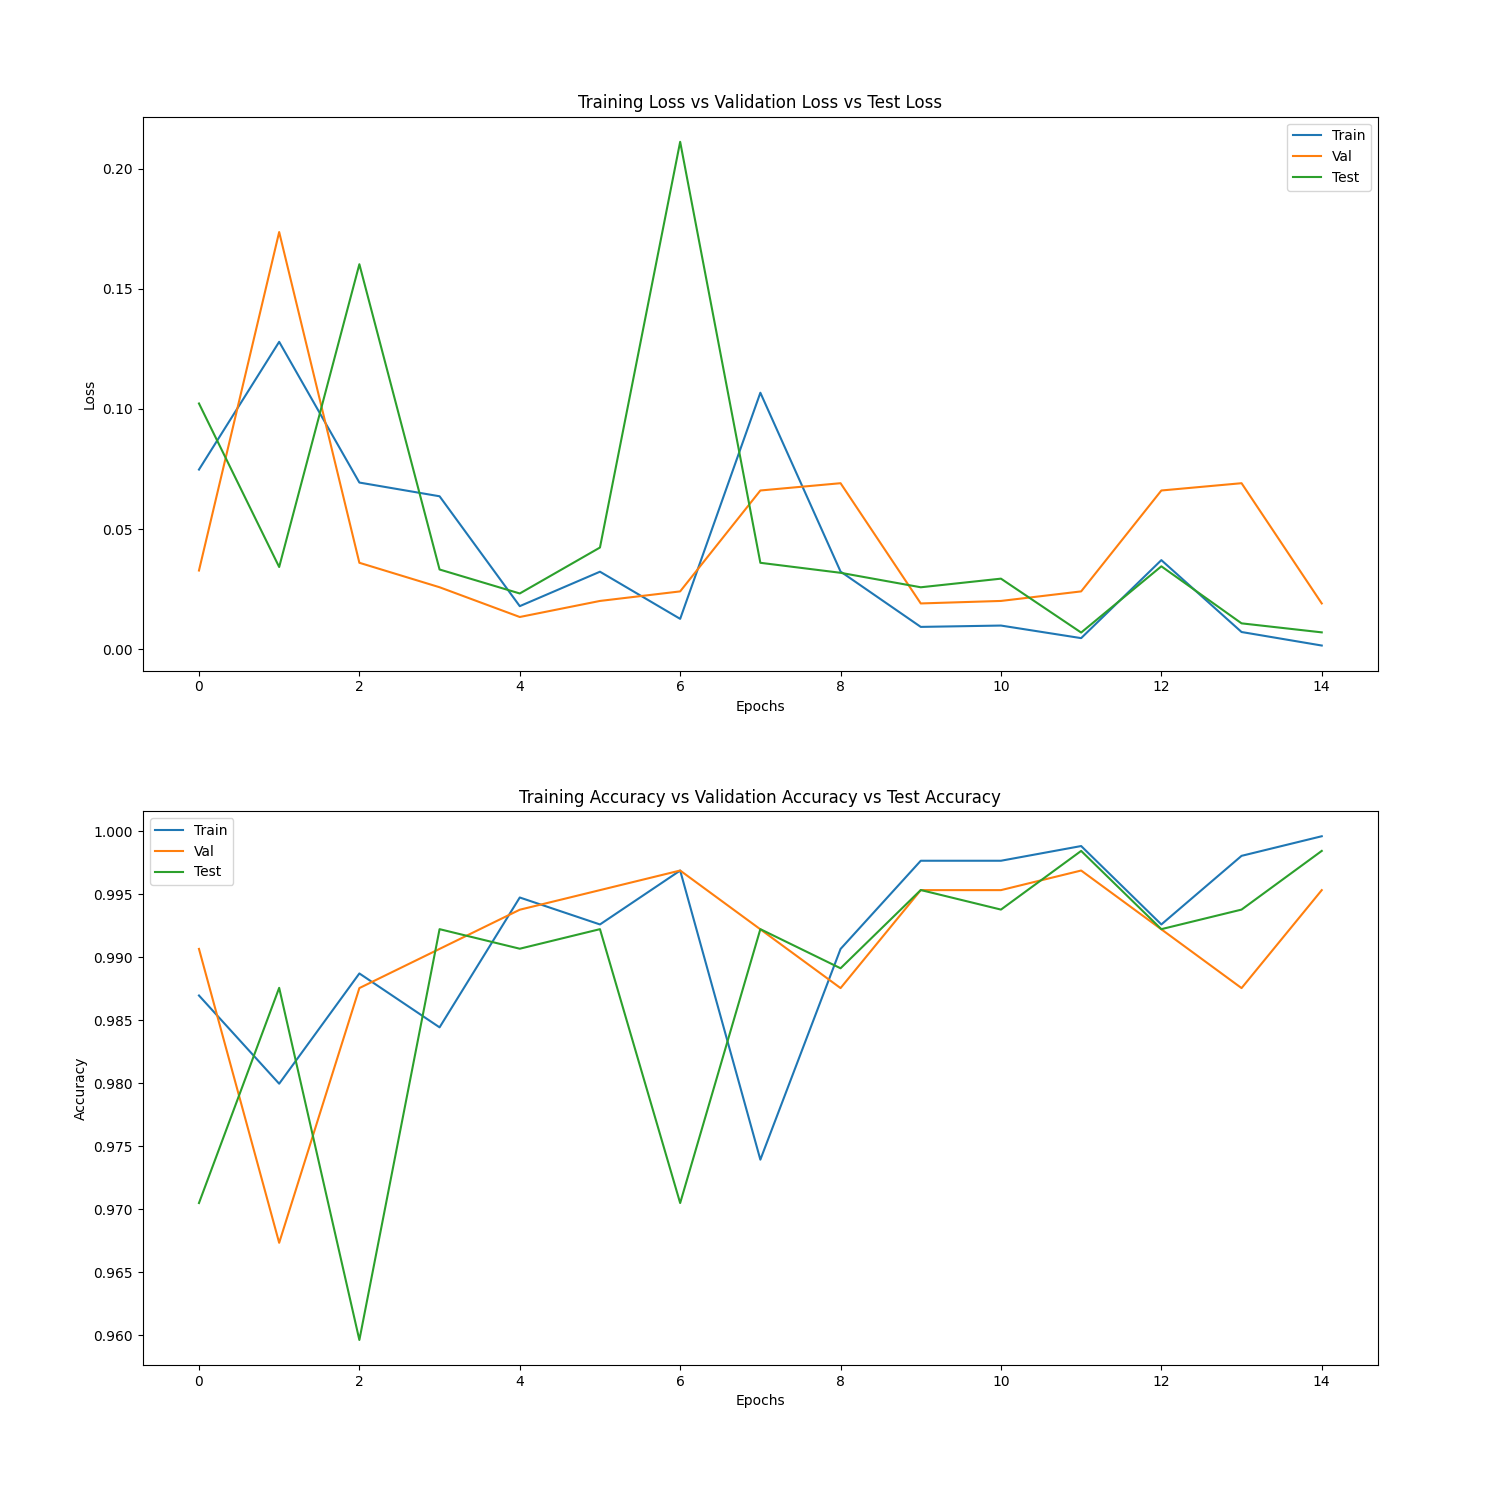 Training Loss vs Validation Loss vs Test Loss
Train
Val
Test
Loss
0.20
0.15
0.10
0.05
0.00
0 2 4 6 8 10 12 14
Epochs
Training Accuracy vs Validation Accuracy vs Test Accuracy
Train
Val
Test
Accuracy
1.000
0.995
0.990
0.985
0.980
0.975
0.970
0.965
0.960
0 2 4 6 8 10 12 14
Epochs